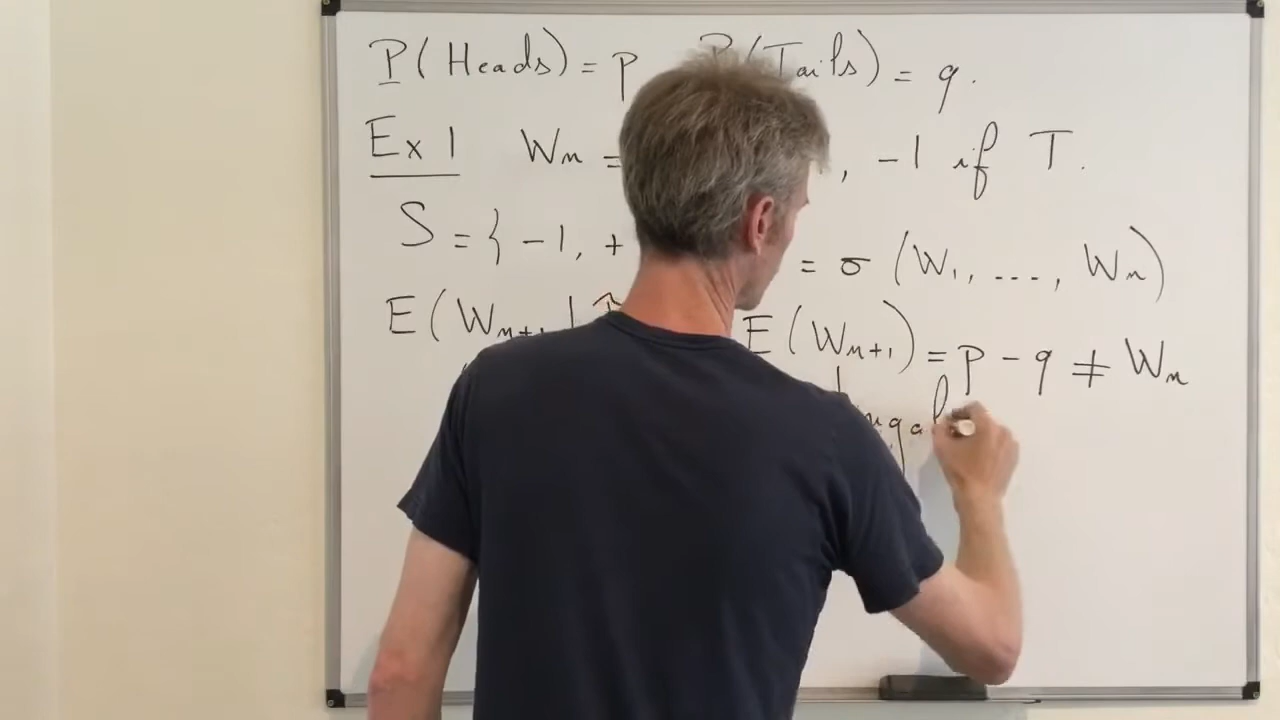 P(Heads) = p P(Tails) = q.
Ex 1 Wn = , -1 if T.
S = { -1, + = σ (W1, ..., Wn)
E(Wn+1 | E(Wn+1) = p - q ≠ Wn